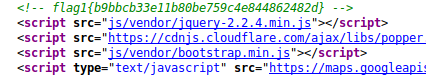 <!-- flag1{b9bbcb33e11b80be759c4e844862482d} -->
<script src="js/vendor/jquery-2.2.4.min.js"></script>
<script src="https://cdnjs.cloudflare.com/ajax/libs/popper.
<script src="js/vendor/bootstrap.min.js"></script>
<script type="text/javascript" src="https://maps.googleapis